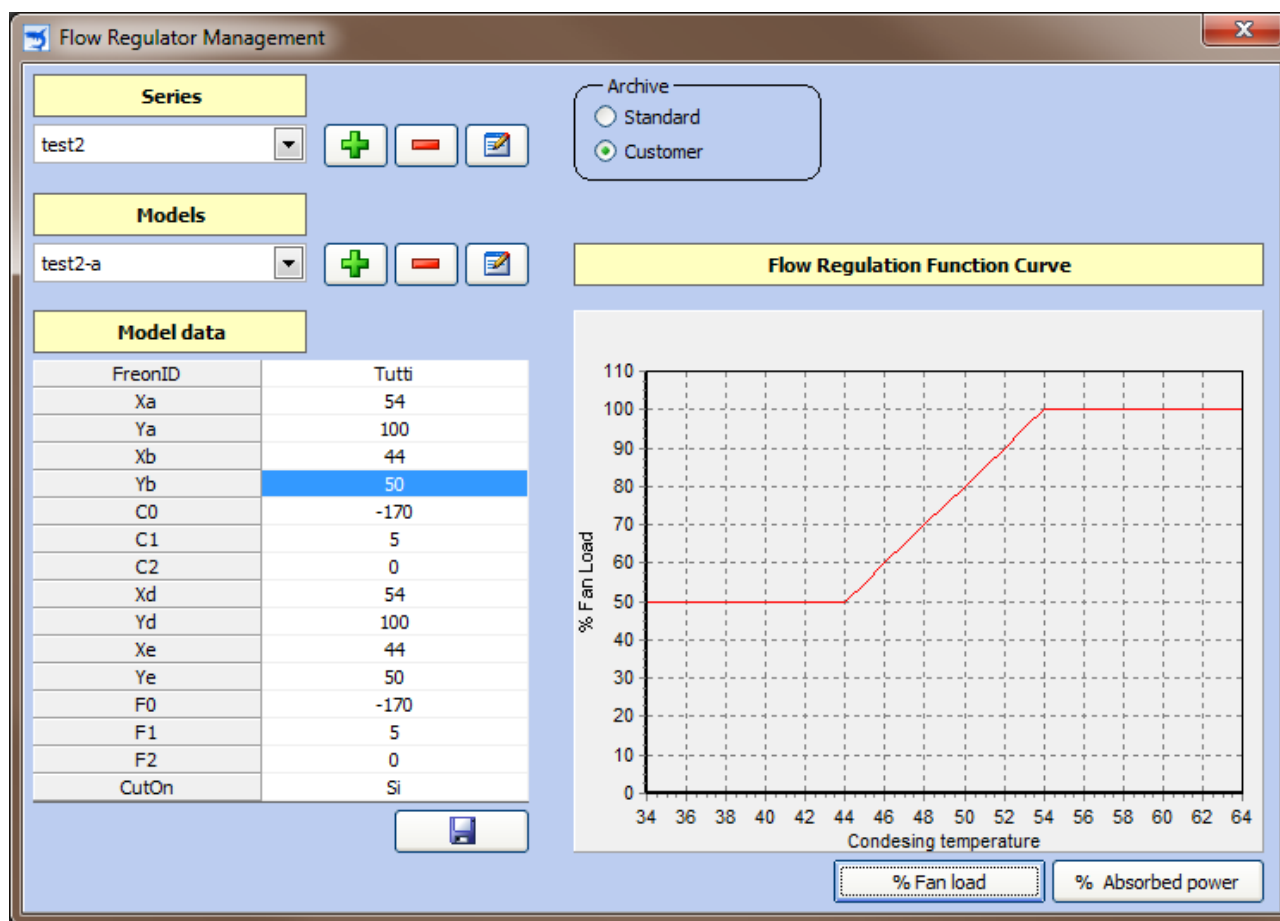 Flow Regulator Management
X
Series
test2
Archive
Standard
Customer
Models
test2-a
Flow Regulation Function Curve
Model data
FreonID Tutti
Xa 54
Ya 100
Xb 44
Yb 50
C0 -170
C1 5
C2 0
Xd 54
Yd 100
Xe 44
Ye 50
F0 -170
F1 5
F2 0
CutOn Si
110
100
90
80
70
60
50
40
30
20
10
0
% Fan Load
34 36 38 40 42 44 46 48 50 52 54 56 58 60 62 64
Condesing temperature
% Fan load
% Absorbed power